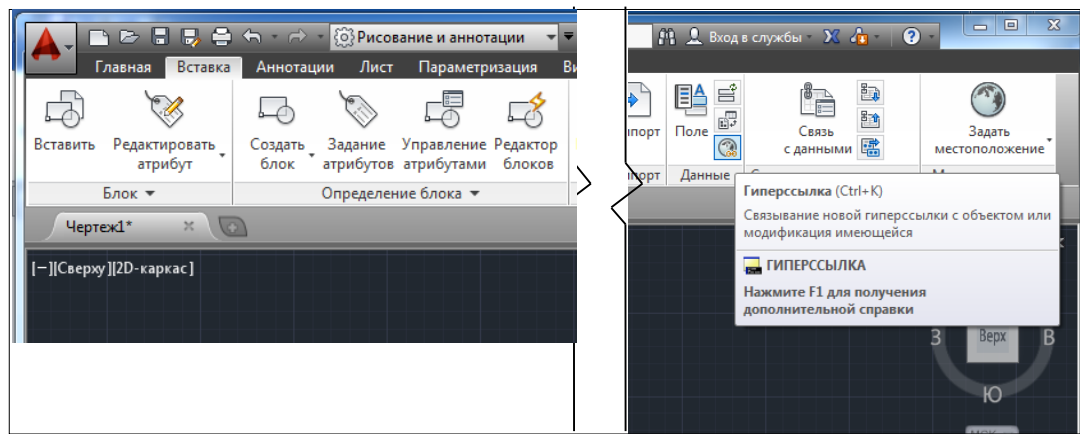 Рисование и аннотации
Вход в службы
Главная Вставка Аннотации Лист Параметризация
Вставить
Редактировать
атрибут
Создать
блок
Задание
атрибутов
Управление
атрибутами
Редактор
блоков
Поле
Связь
с данными
Задать
местоположение
Блок
Определение блока
Данные
Чертеж1*
[−][Сверху][2D-каркас]
Гиперссылка (Ctrl+K)
Связывание новой гиперссылки с объектом или
модификация имеющейся
ГИПЕРССЫЛКА
Нажмите F1 для получения
дополнительной справки
З
Верх
В
Ю